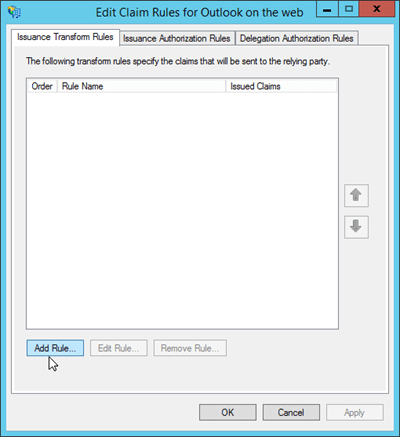 Edit Claim Rules for Outlook on the web
Issuance Transform Rules Issuance Authorization Rules Delegation Authorization Rules
The following transform rules specify the claims that will be sent to the relying party.
Order Rule Name Issued Claims
Add Rule... Edit Rule... Remove Rule...
OK Cancel Apply